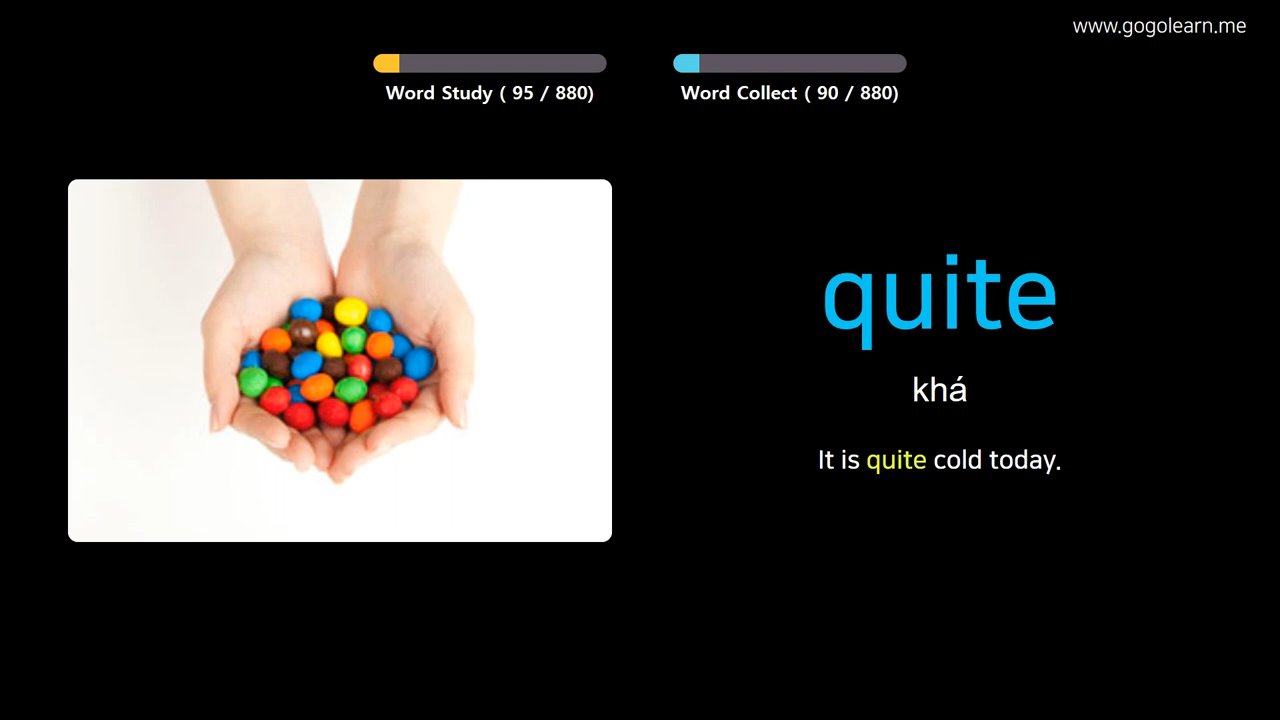 www.gogolearn.me
Word Study ( 95 / 880)
Word Collect ( 90 / 880)
quite
khá
It is quite cold today.